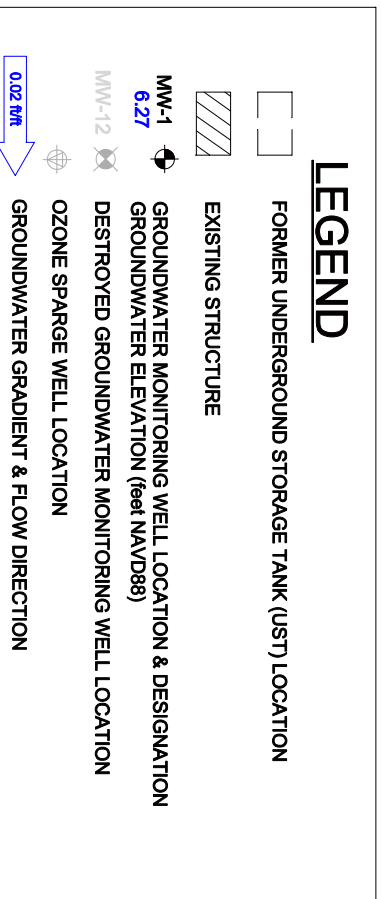 LEGEND
FORMER UNDERGROUND STORAGE TANK (UST) LOCATION
EXISTING STRUCTURE
MW-1 GROUNDWATER MONITORING WELL LOCATION & DESIGNATION
6.27 GROUNDWATER ELEVATION (feet NAVD88)
MW-12 DESTROYED GROUNDWATER MONITORING WELL LOCATION
OZONE SPARGE WELL LOCATION
0.02 ft/ft GROUNDWATER GRADIENT & FLOW DIRECTION